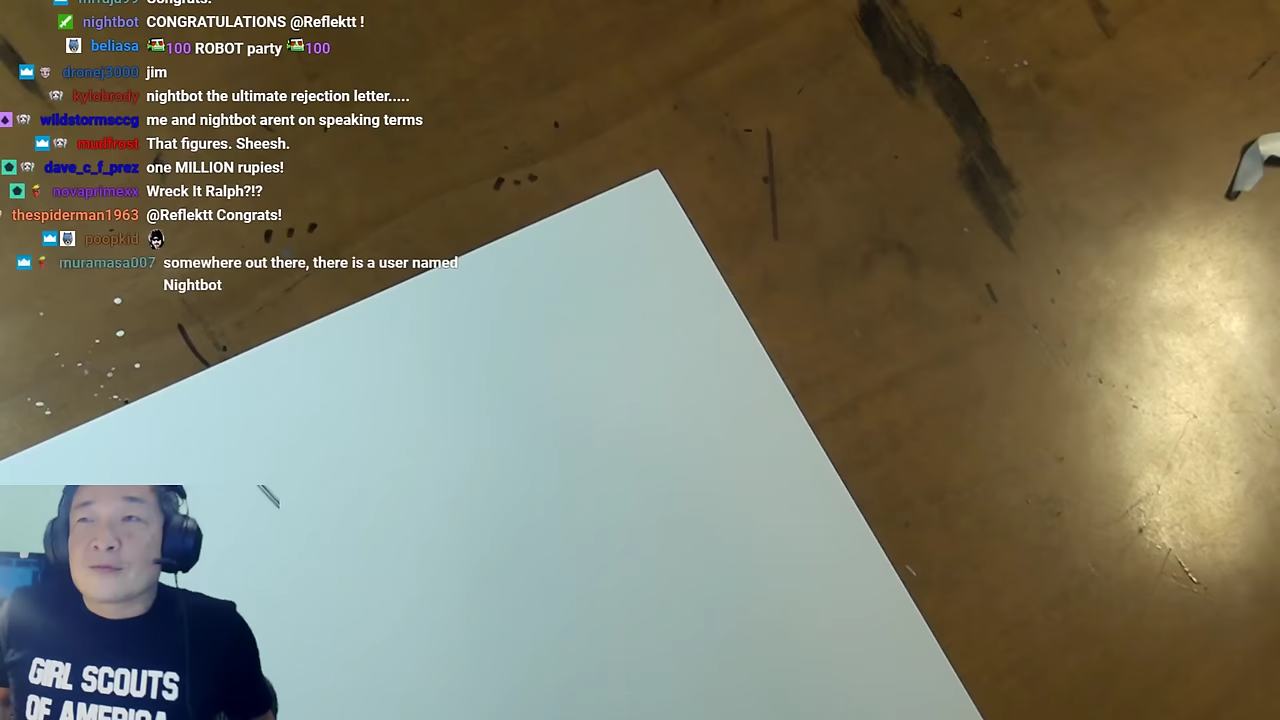 nightbot CONGRATULATIONS @Reflektt !
beliasa 100 ROBOT party 100
dronej3000 jim
kylobrody nightbot the ultimate rejection letter.....
wildstormsccg me and nightbot arent on speaking terms
mudfrost That figures. Sheesh.
dave_c_f_prez one MILLION rupies!
novaprimexx Wreck It Ralph?!?
thespiderman1963 @Reflektt Congrats!
poopkid
muramasa007 somewhere out there, there is a user named
Nightbot
GIRL SCOUTS
OF AMERICA